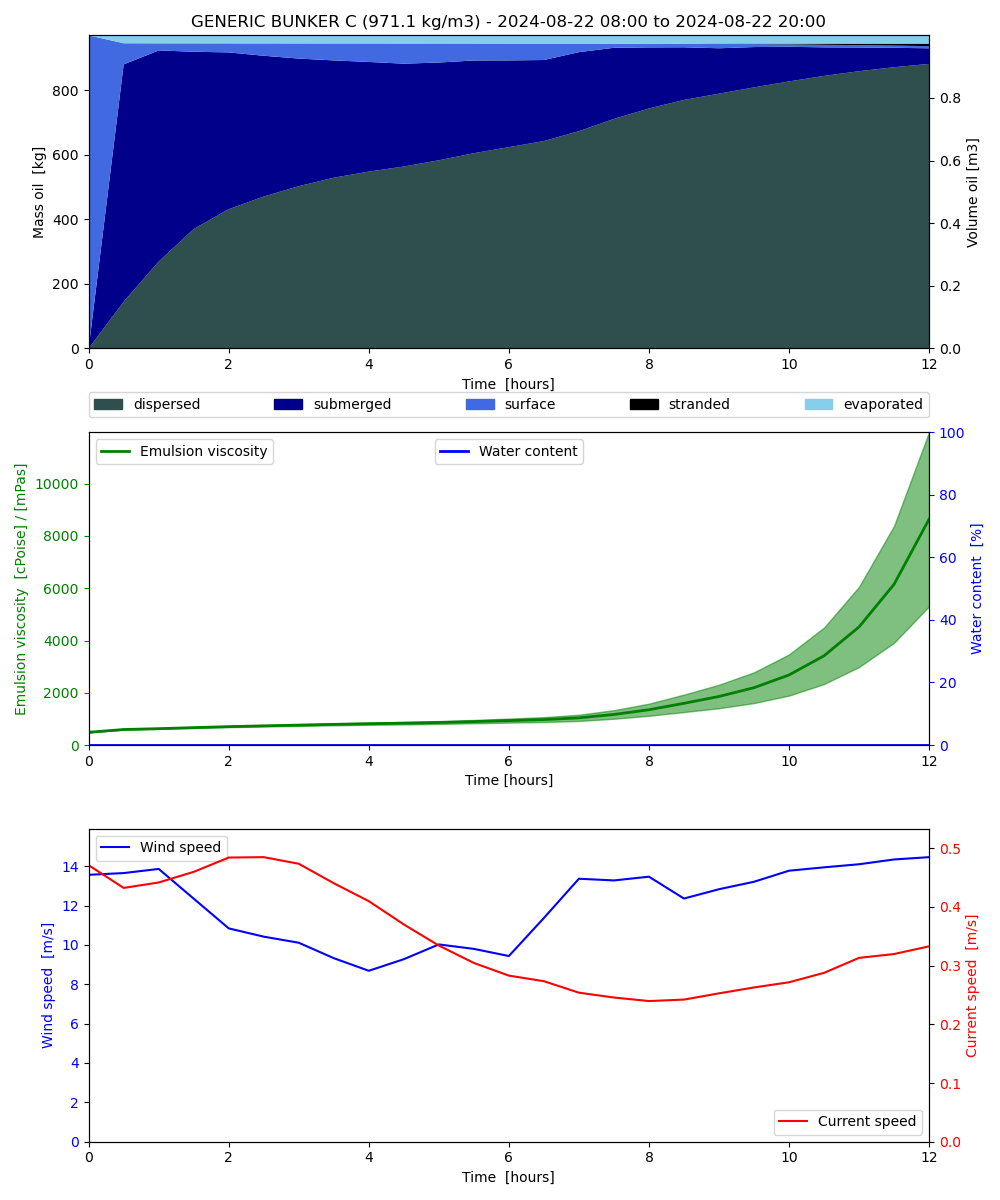 GENERIC BUNKER C (971.1 kg/m3) - 2024-08-22 08:00 to 2024-08-22 20:00
Mass oil [kg]
800
600
400
200
0
0.8
0.6
0.4
0.2
0.0
Volume oil [m3]
0 2 4 6 8 10 12
Time [hours]
dispersed submerged surface stranded evaporated
Emulsion viscosity [cPoise] / [mPas]
10000
8000
6000
4000
2000
0
Emulsion viscosity
Water content
100
80
60
40
20
0
Water content [%]
0 2 4 6 8 10 12
Time [hours]
Wind speed [m/s]
14
12
10
8
6
4
2
0
Wind speed
0.5
0.4
0.3
0.2
0.1
0.0
Current speed [m/s]
Current speed
0 2 4 6 8 10 12
Time [hours]